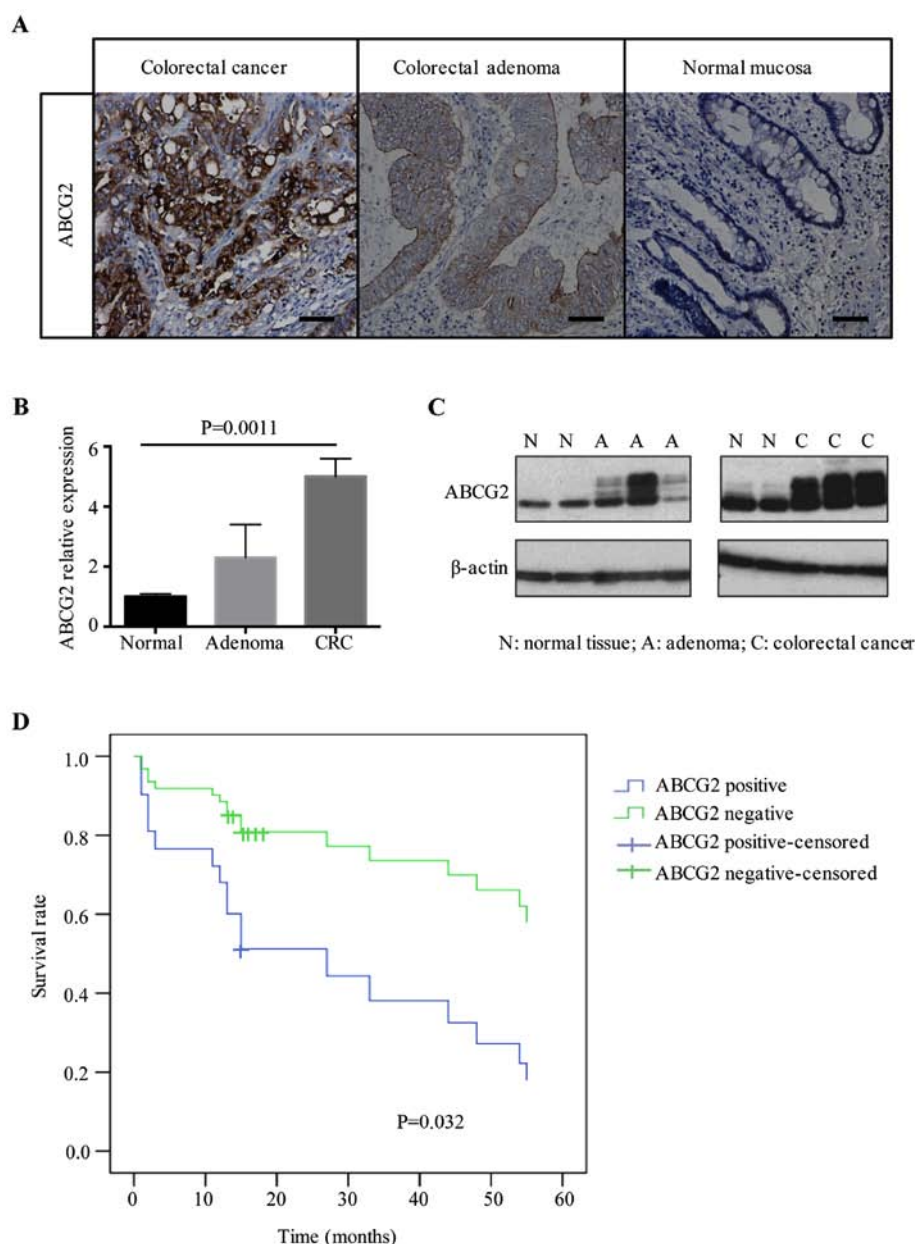 A
Colorectal cancer Colorectal adenoma Normal mucosa
ABCG2
B
P=0.0011
ABCG2 relative expression
6
4
2
0
Normal Adenoma CRC
C
N N A A A N N C C C
ABCG2
β-actin
N: normal tissue; A: adenoma; C: colorectal cancer
D
1.0
0.8
0.6
0.4
0.2
0.0
Survival rate
P=0.032
0 10 20 30 40 50 60
Time (months)
ABCG2 positive
ABCG2 negative
ABCG2 positive-censored
ABCG2 negative-censored